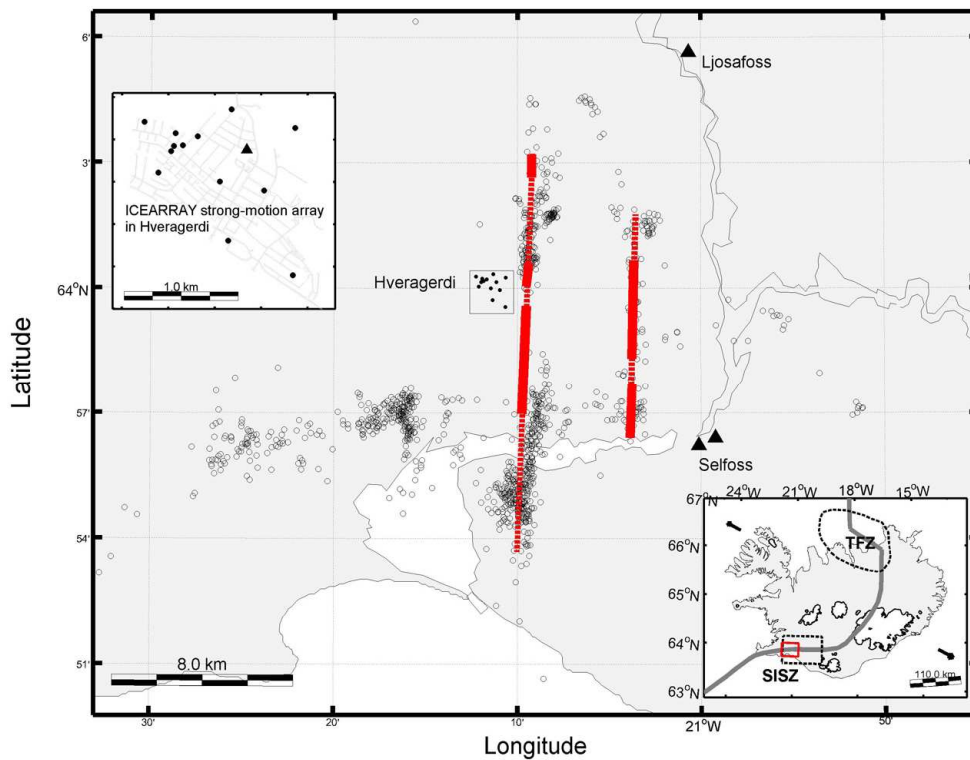 6'
Ljosafoss
3'
ICEARRAY strong-motion array
in Hveragerdi
1.0 km
Hveragerdi
64°N
Latitude
57'
Selfoss
54'
51'
8.0 km
24°W
21°W
18°W
15°W
67°N
66°N
65°N
64°N
63°N
TFZ
SISZ
110.0 km
30'
20'
10'
21°W
50'
Longitude